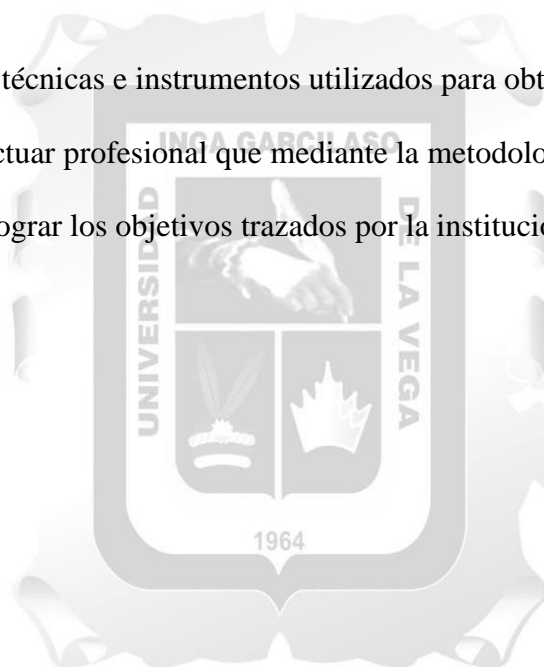 técnicas e instrumentos utilizados para obt
ctuar profesional que mediante la metodolo
INCA GARCILASO
ograr los objetivos trazados por la instituci
UNIVERSIDAD
DE LA VEGA
1964